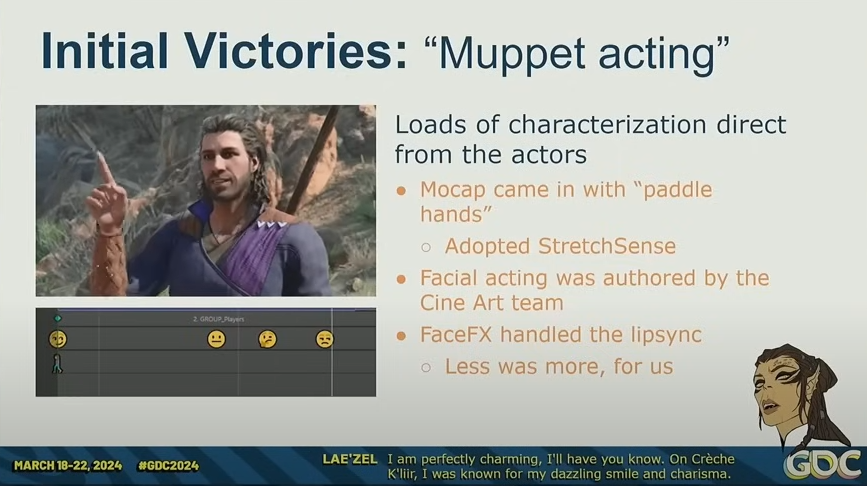 Initial Victories: “Muppet acting”
Loads of characterization direct
from the actors
● Mocap came in with “paddle
hands”
○ Adopted StretchSense
● Facial acting was authored by the
Cine Art team
● FaceFX handled the lipsync
○ Less was more, for us
2. GROUP_Players
MARCH 18-22, 2024 #GDC2024
LAE'ZEL I am perfectly charming, I'll have you know. On Crèche
K'liir, I was known for my dazzling smile and charisma.
GDC